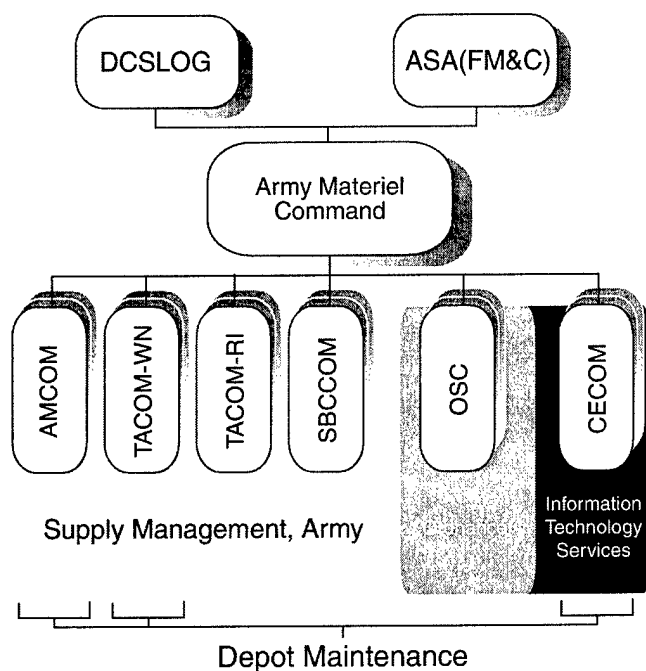 DCSLOG
ASA(FM&C)
Army Materiel
Command
AMCOM
TACOM-WN
TACOM-RI
SBCCOM
OSC
CECOM
Supply Management, Army
Information
Technology
Services
Depot Maintenance